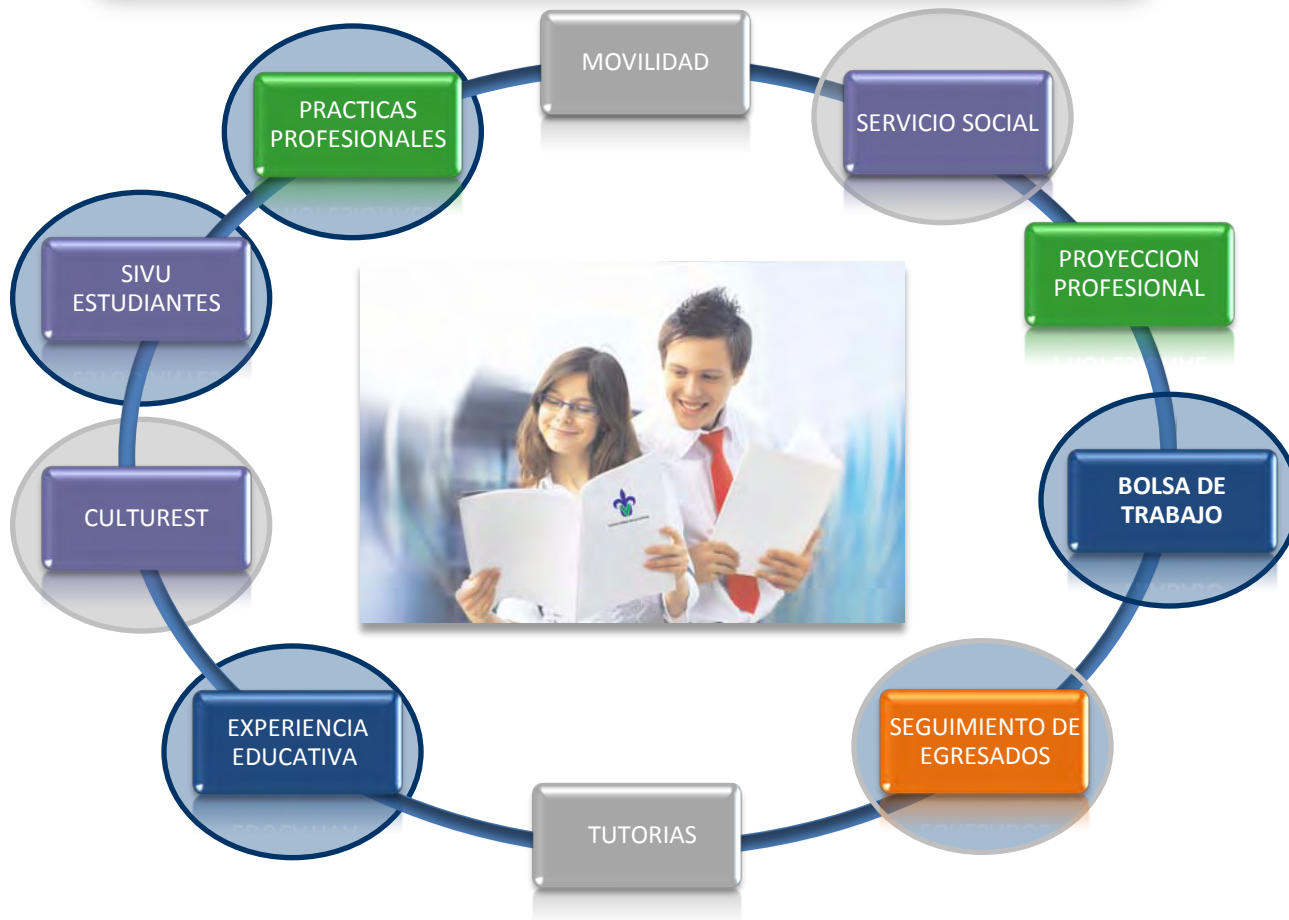 MOVILIDAD
SERVICIO SOCIAL
PROYECCION
PROFESIONAL
BOLSA DE
TRABAJO
SEGUIMIENTO DE
EGRESADOS
TUTORIAS
EXPERIENCIA
EDUCATIVA
CULTUREST
SIVU
ESTUDIANTES
PRACTICAS
PROFESIONALES